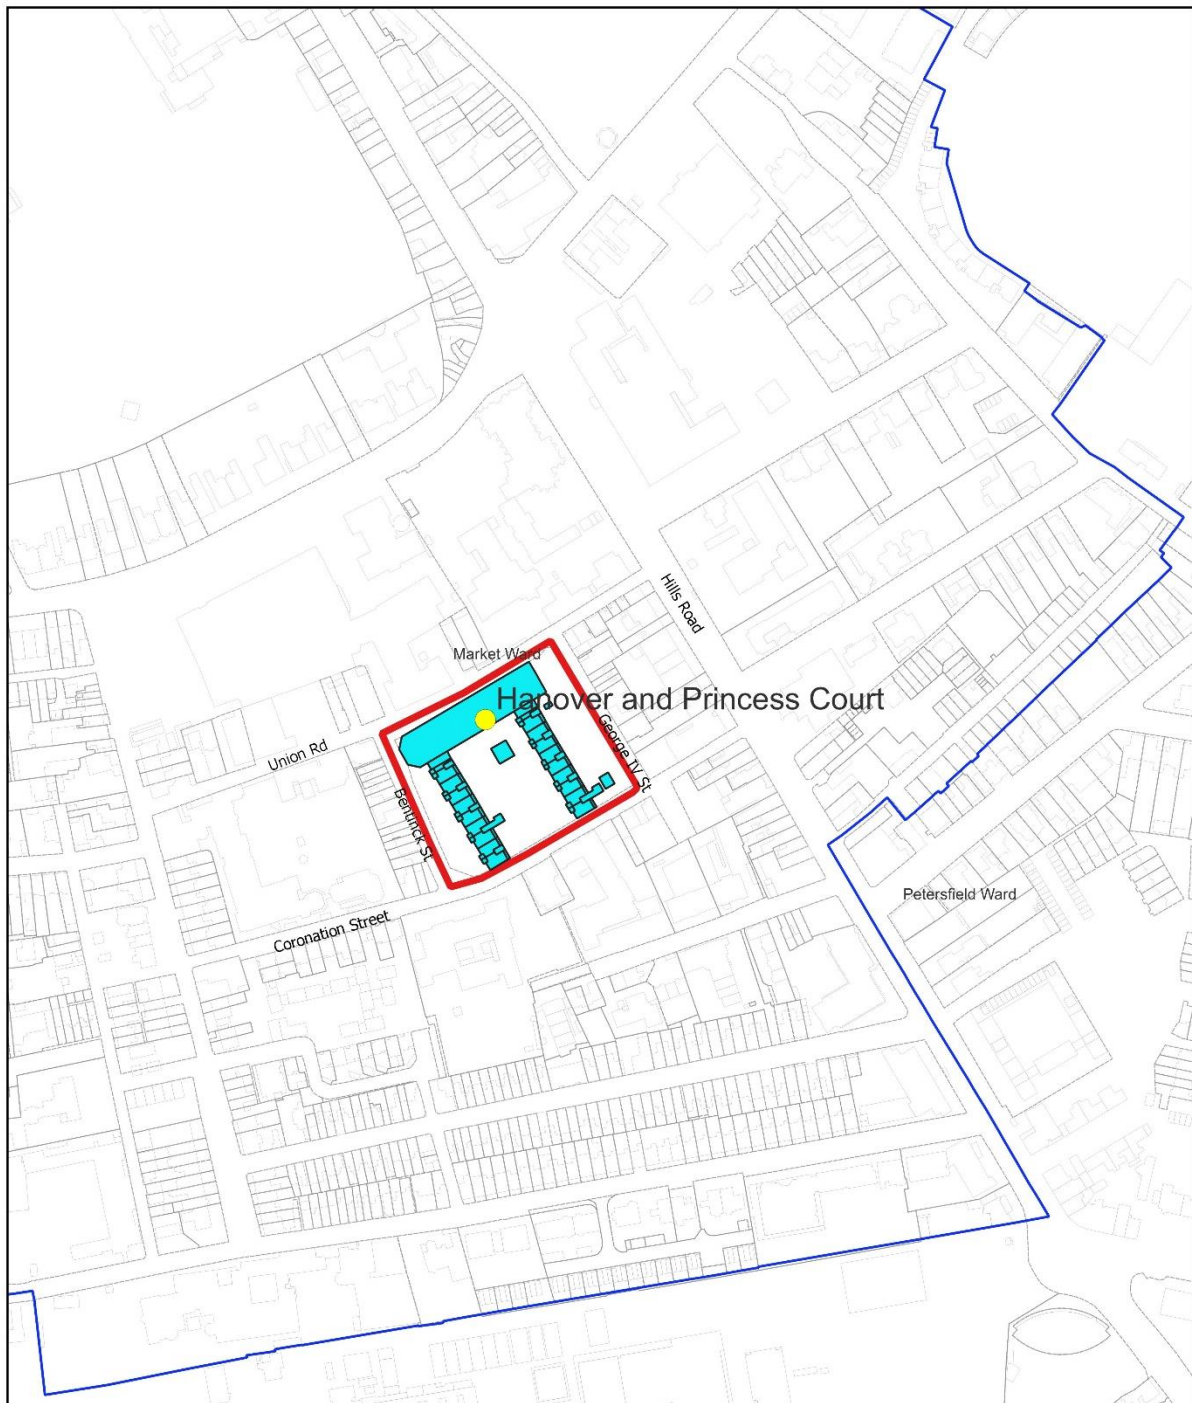 Hills Road
Market Ward
Hanover and Princess Court
George IV St
Union Rd
Bentinck St
Petersfield Ward
Coronation Street